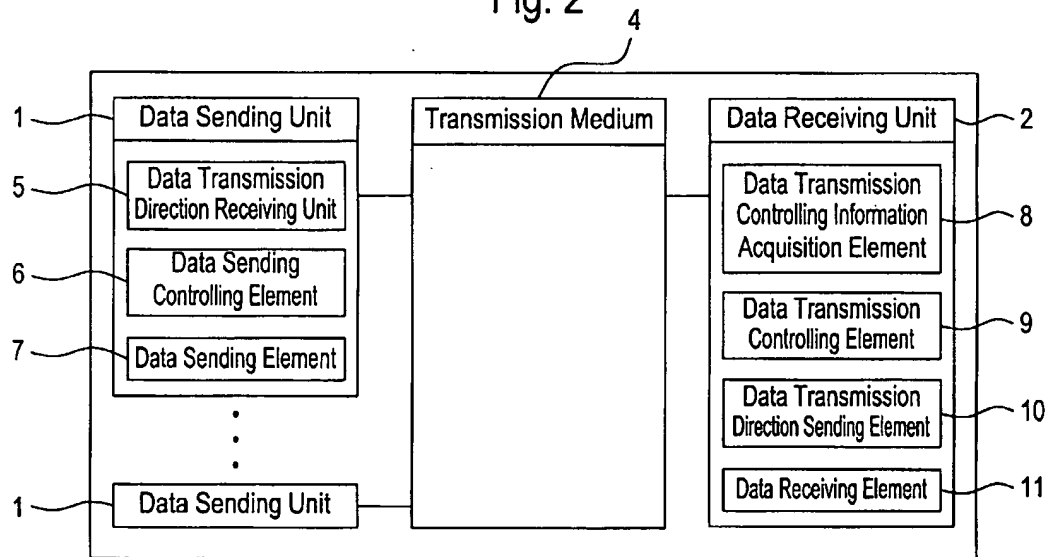 Fig. 2
4
1
Data Sending Unit
5
Data Transmission
Direction Receiving Unit
6
Data Sending
Controlling Element
7
Data Sending Element
1
Data Sending Unit
Transmission Medium
Data Receiving Unit
2
Data Transmission
Controlling Information
Acquisition Element
8
Data Transmission
Controlling Element
9
Data Transmission
Direction Sending Element
10
Data Receiving Element
11